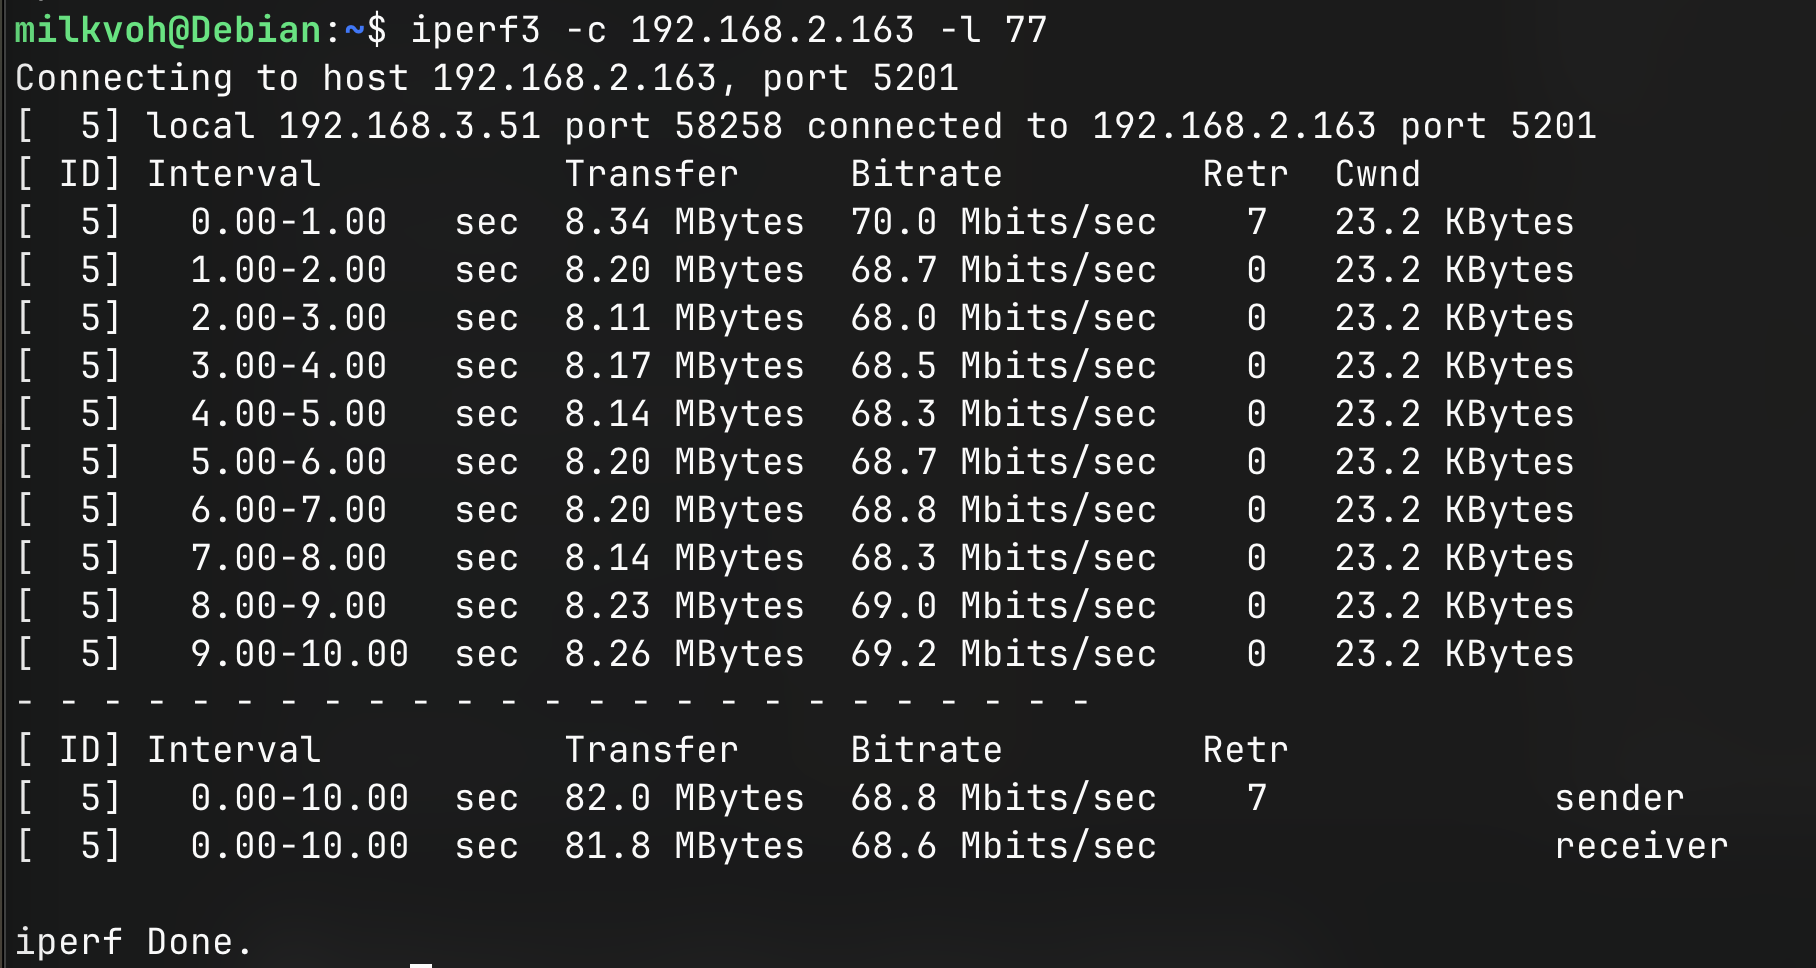 milkvoh@Debian:~$ iperf3 -c 192.168.2.163 -l 77
Connecting to host 192.168.2.163, port 5201
[  5] local 192.168.3.51 port 58258 connected to 192.168.2.163 port 5201
[ ID] Interval           Transfer     Bitrate         Retr  Cwnd
[  5]   0.00-1.00   sec  8.34 MBytes  70.0 Mbits/sec    7   23.2 KBytes
[  5]   1.00-2.00   sec  8.20 MBytes  68.7 Mbits/sec    0   23.2 KBytes
[  5]   2.00-3.00   sec  8.11 MBytes  68.0 Mbits/sec    0   23.2 KBytes
[  5]   3.00-4.00   sec  8.17 MBytes  68.5 Mbits/sec    0   23.2 KBytes
[  5]   4.00-5.00   sec  8.14 MBytes  68.3 Mbits/sec    0   23.2 KBytes
[  5]   5.00-6.00   sec  8.20 MBytes  68.7 Mbits/sec    0   23.2 KBytes
[  5]   6.00-7.00   sec  8.20 MBytes  68.8 Mbits/sec    0   23.2 KBytes
[  5]   7.00-8.00   sec  8.14 MBytes  68.3 Mbits/sec    0   23.2 KBytes
[  5]   8.00-9.00   sec  8.23 MBytes  69.0 Mbits/sec    0   23.2 KBytes
[  5]   9.00-10.00  sec  8.26 MBytes  69.2 Mbits/sec    0   23.2 KBytes
- - - - - - - - - - - - - - - - - - - - - - - - -
[ ID] Interval           Transfer     Bitrate         Retr
[  5]   0.00-10.00  sec  82.0 MBytes  68.8 Mbits/sec    7             sender
[  5]   0.00-10.00  sec  81.8 MBytes  68.6 Mbits/sec                  receiver

iperf Done.